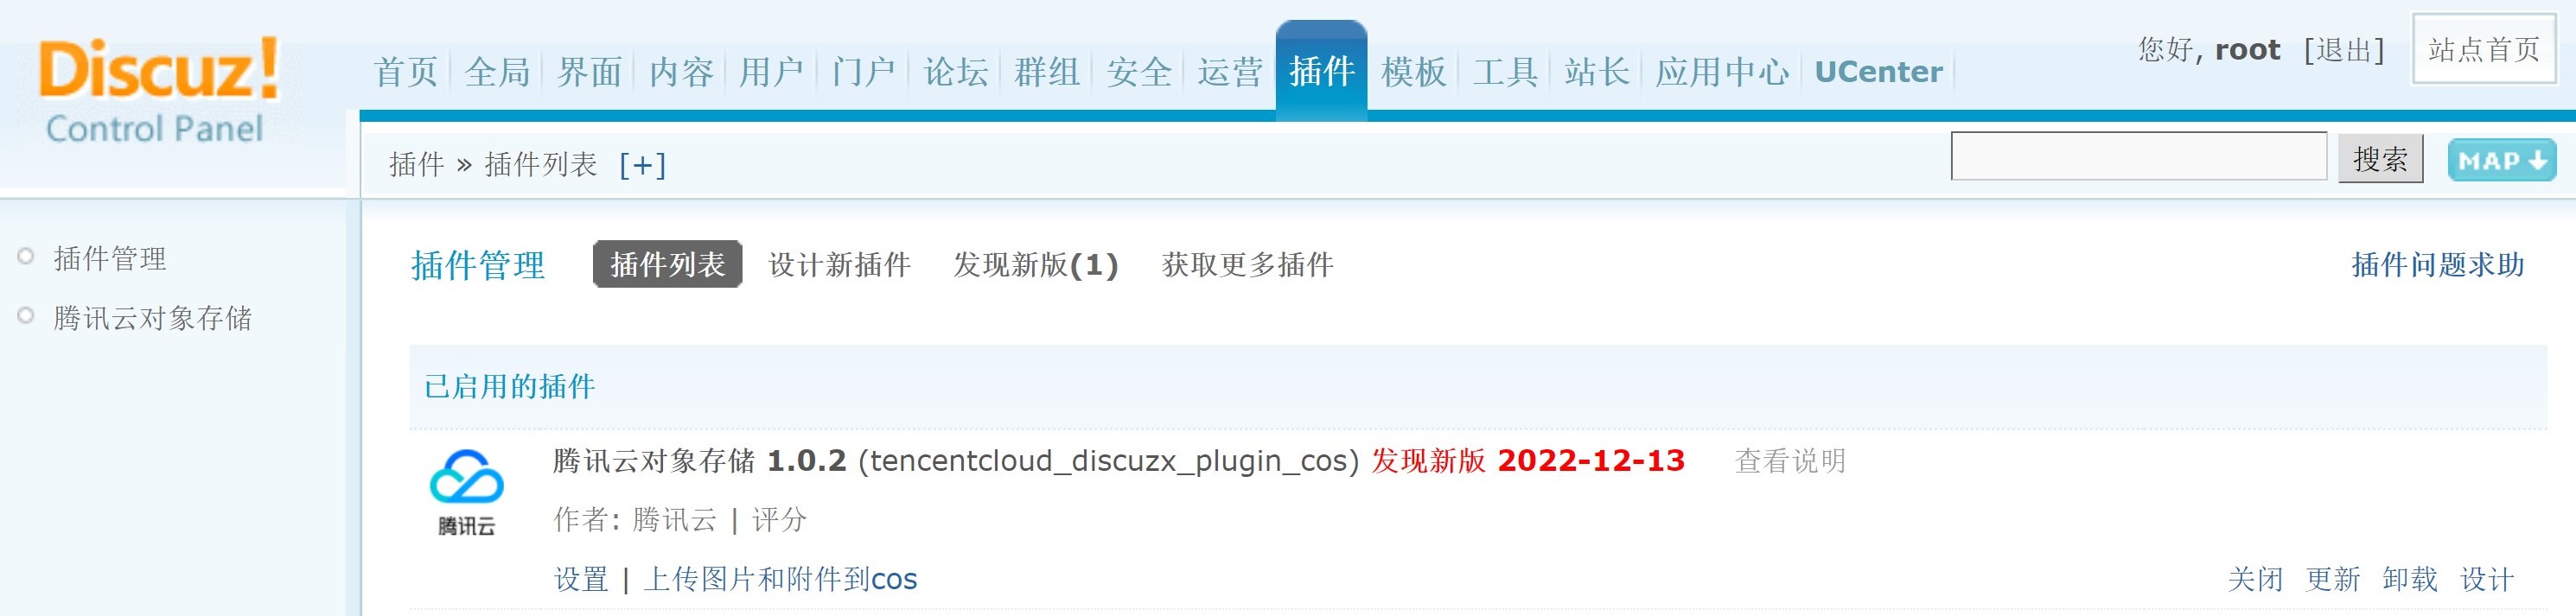 Discuz!
Control Panel
首页 全局 界面 内容 用户 门户 论坛 群组 安全 运营 插件 模板 工具 站长 应用中心 UCenter
您好, root [退出] 站点首页
插件 » 插件列表 [+]
搜索 MAP
插件管理
腾讯云对象存储
插件管理 插件列表 设计新插件 发现新版(1) 获取更多插件 插件问题求助
已启用的插件
腾讯云
腾讯云对象存储 1.0.2 (tencentcloud_discuzx_plugin_cos) 发现新版 2022-12-13 查看说明
作者: 腾讯云 | 评分
设置 | 上传图片和附件到cos
关闭 更新 卸载 设计